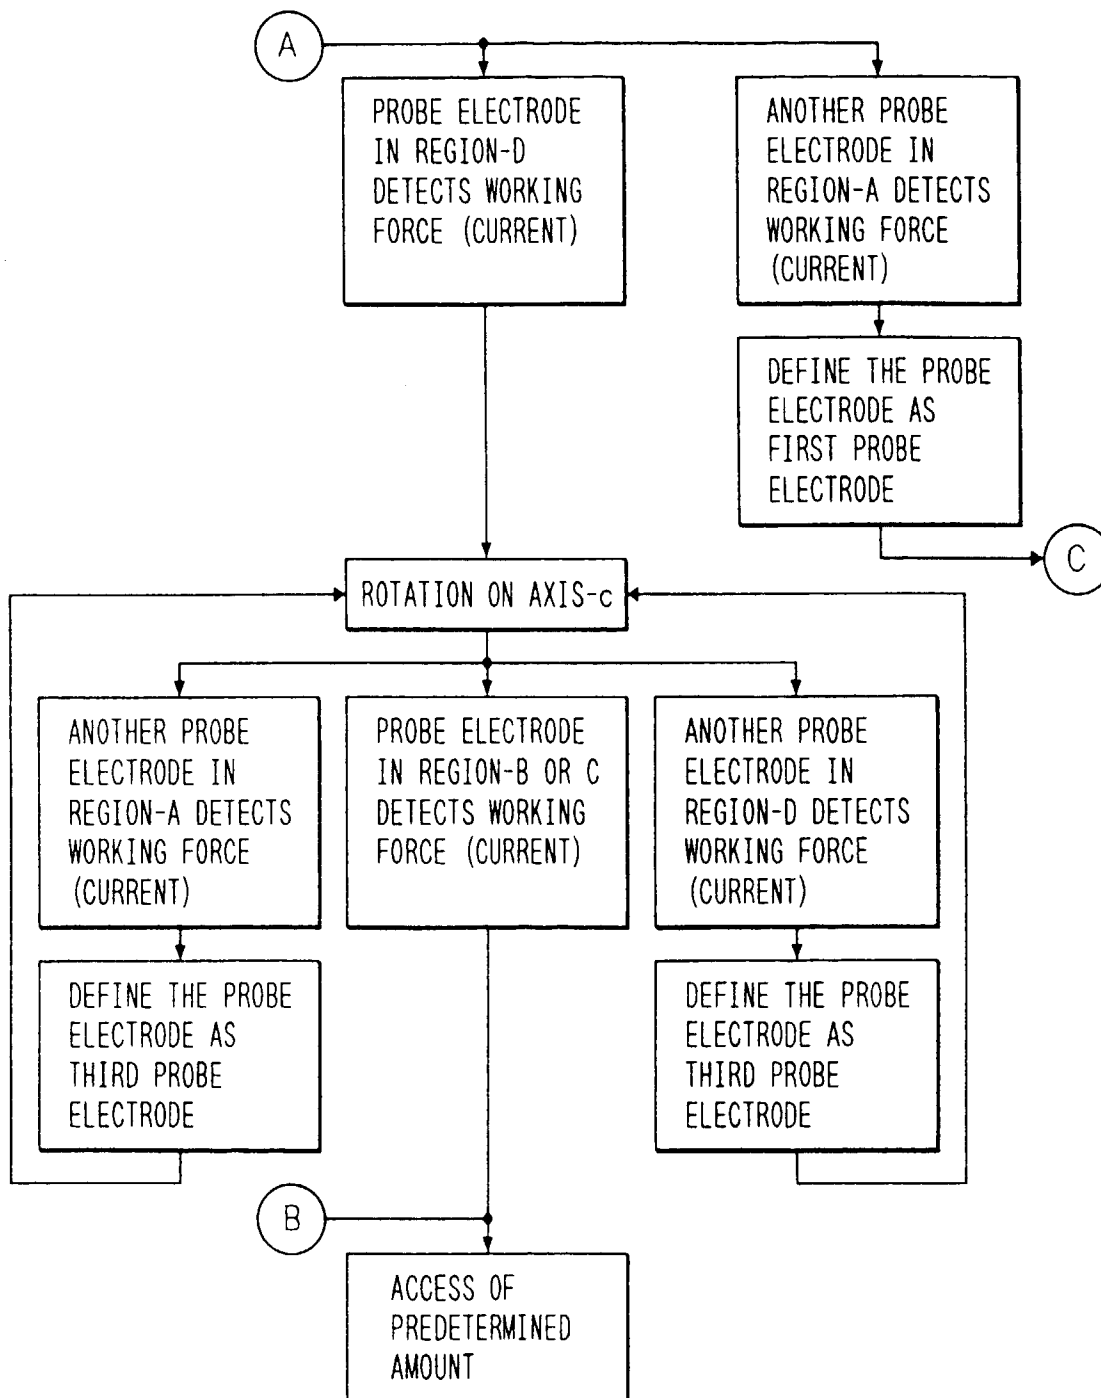 A
PROBE ELECTRODE
IN REGION-D
DETECTS WORKING
FORCE (CURRENT)
ANOTHER PROBE
ELECTRODE IN
REGION-A DETECTS
WORKING FORCE
(CURRENT)
DEFINE THE PROBE
ELECTRODE AS
FIRST PROBE
ELECTRODE
C
ROTATION ON AXIS-c
ANOTHER PROBE
ELECTRODE IN
REGION-A DETECTS
WORKING FORCE
(CURRENT)
PROBE ELECTRODE
IN REGION-B OR C
DETECTS WORKING
FORCE (CURRENT)
ANOTHER PROBE
ELECTRODE IN
REGION-D DETECTS
WORKING FORCE
(CURRENT)
DEFINE THE PROBE
ELECTRODE AS
THIRD PROBE
ELECTRODE
DEFINE THE PROBE
ELECTRODE AS
THIRD PROBE
ELECTRODE
B
ACCESS OF
PREDETERMINED
AMOUNT